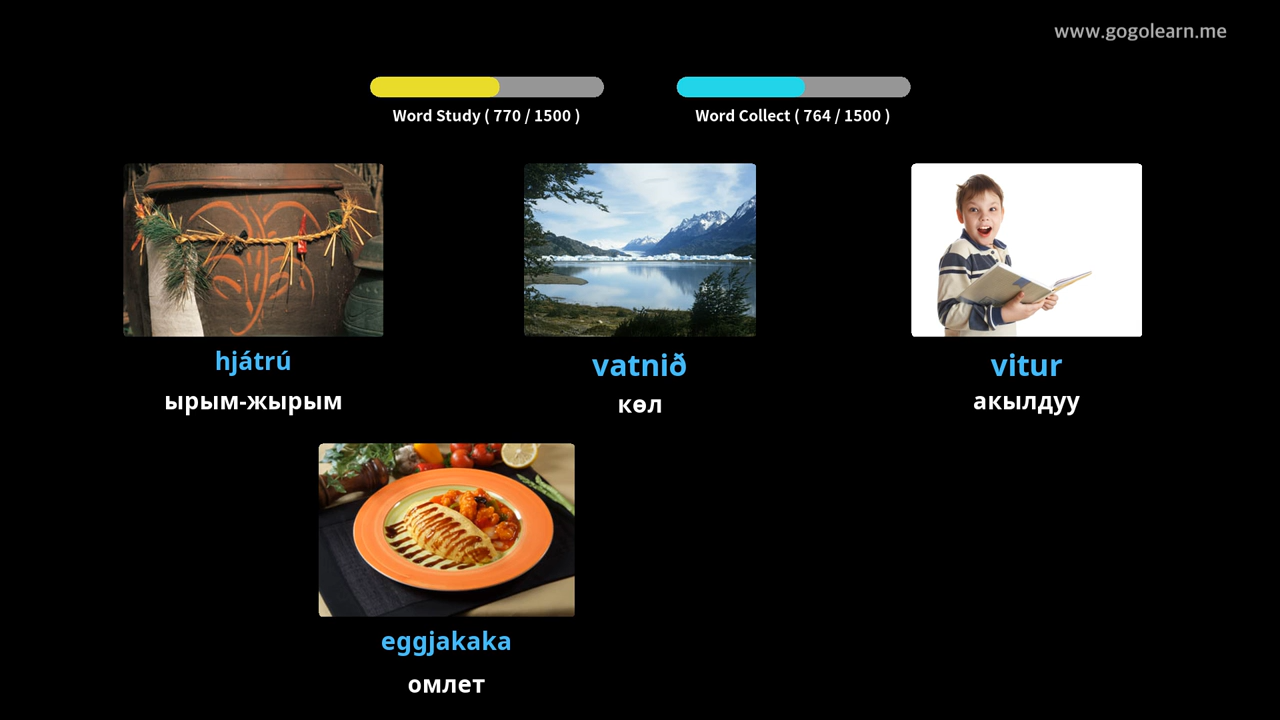 www.gogolearn.me
Word Study ( 770 / 1500 )
Word Collect ( 764 / 1500 )
hjátrú
ырым-жырым
vatnið
көл
vitur
акылдуу
eggjakaka
омлет